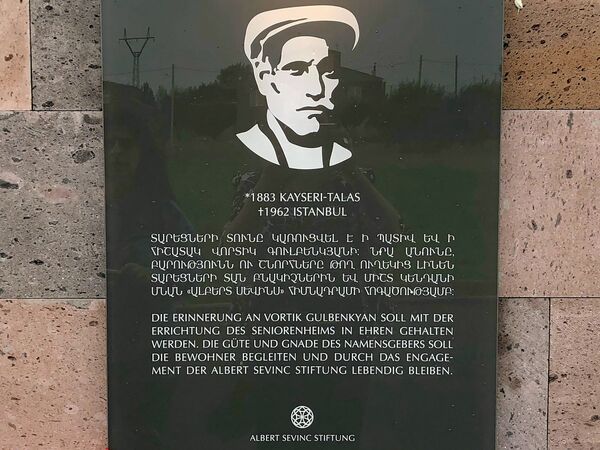 *1883 KAYSERI-TALAS
†1962 ISTANBUL
ՏԱՐԵՑՆԵՐԻ ՏՈՒՆԸ ԿԱՌՈՒՑՎԵԼ Է Ի ՊԱՏԻՎ ԵՎ Ի
ՀԻՇԱՏԱԿ ՎՈՐՏԻԿ ԳՈՒԼԲԵՆԿՅԱՆԻ: ՆՐԱ ԱՆՈՒՆԸ,
ԲԱՐՈՒԹՅՈՒՆՆ ՈՒ ՇՆՈՐՀՆԵՐԸ ԹՈՂ ՈՒՂԵԿԻՑ ԼԻՆԵՆ
ՏԱՐԵՑՆԵՐԻ ՏԱՆ ԲՆԱԿԻՉՆԵՐԻՆ ԵՎ ՄԻՇՏ ԿԵՆԴԱՆԻ
ՄՆԱՆ «ԱԼԲԵՐՏ ՍԵՎԻՆՍ» ՀԻՄՆԱԴՐԱՄԻ ՀՈԳԱԾՈՒԹՅԱՄԲ:
DIE ERINNERUNG AN VORTIK GULBENKYAN SOLL MIT DER
ERRICHTUNG DES SENIORENHEIMS IN EHREN GEHALTEN
WERDEN. DIE GÜTE UND GNADE DES NAMENSGEBERS SOLL
DIE BEWOHNER BEGLEITEN UND DURCH DAS ENGAGE-
MENT DER ALBERT SEVINC STIFTUNG LEBENDIG BLEIBEN.
ALBERT SEVINC STIFTUNG